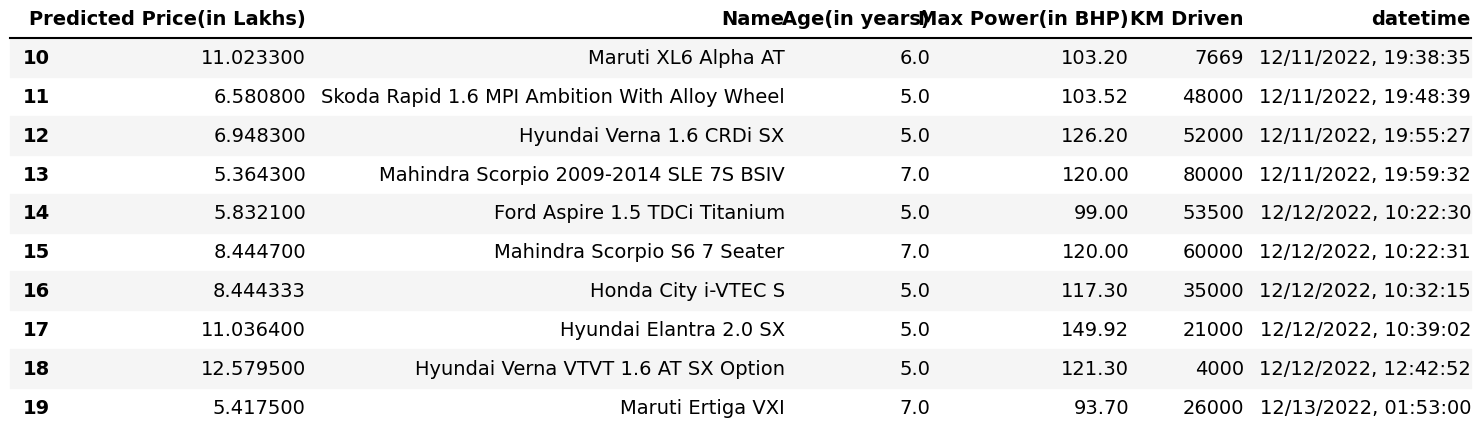 Predicted Price(in Lakhs) Name Age(in years) Max Power(in BHP) KM Driven datetime
10 11.023300 Maruti XL6 Alpha AT 6.0 103.20 7669 12/11/2022, 19:38:35
11 6.580800 Skoda Rapid 1.6 MPI Ambition With Alloy Wheel 5.0 103.52 48000 12/11/2022, 19:48:39
12 6.948300 Hyundai Verna 1.6 CRDi SX 5.0 126.20 52000 12/11/2022, 19:55:27
13 5.364300 Mahindra Scorpio 2009-2014 SLE 7S BSIV 7.0 120.00 80000 12/11/2022, 19:59:32
14 5.832100 Ford Aspire 1.5 TDCi Titanium 5.0 99.00 53500 12/12/2022, 10:22:30
15 8.444700 Mahindra Scorpio S6 7 Seater 7.0 120.00 60000 12/12/2022, 10:22:31
16 8.444333 Honda City i-VTEC S 5.0 117.30 35000 12/12/2022, 10:32:15
17 11.036400 Hyundai Elantra 2.0 SX 5.0 149.92 21000 12/12/2022, 10:39:02
18 12.579500 Hyundai Verna VTVT 1.6 AT SX Option 5.0 121.30 4000 12/12/2022, 12:42:52
19 5.417500 Maruti Ertiga VXI 7.0 93.70 26000 12/13/2022, 01:53:00